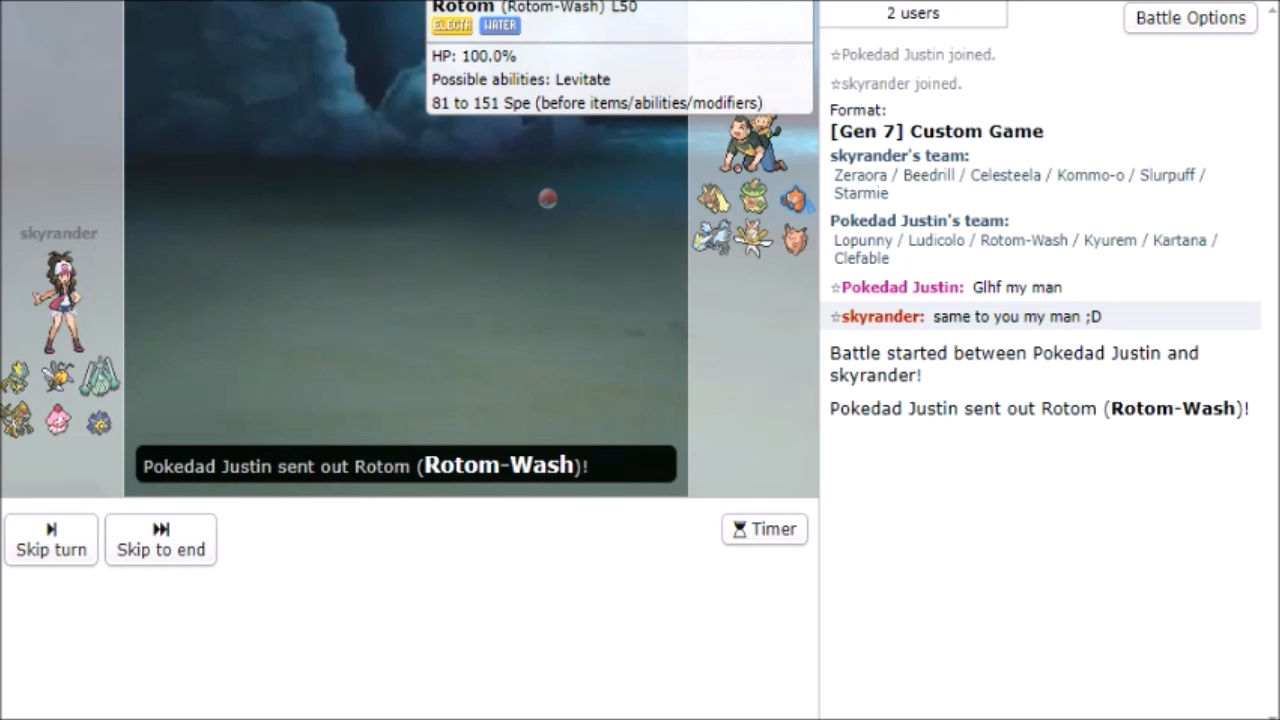 Rotom (Rotom-Wash) L50
ELECTR WATER
HP: 100.0%
Possible abilities: Levitate
81 to 151 Spe (before items/abilities/modifiers)
skyrander
Pokedad Justin sent out Rotom (Rotom-Wash)!
Skip turn
Skip to end
Timer
2 users
Battle Options
☆Pokedad Justin joined.
☆skyrander joined.
Format:
[Gen 7] Custom Game
skyrander's team:
Zeraora / Beedrill / Celesteela / Kommo-o / Slurpuff /
Starmie
Pokedad Justin's team:
Lopunny / Ludicolo / Rotom-Wash / Kyurem / Kartana /
Clefable
☆Pokedad Justin: Glhf my man
☆skyrander: same to you my man ;D
Battle started between Pokedad Justin and
skyrander!
Pokedad Justin sent out Rotom (Rotom-Wash)!